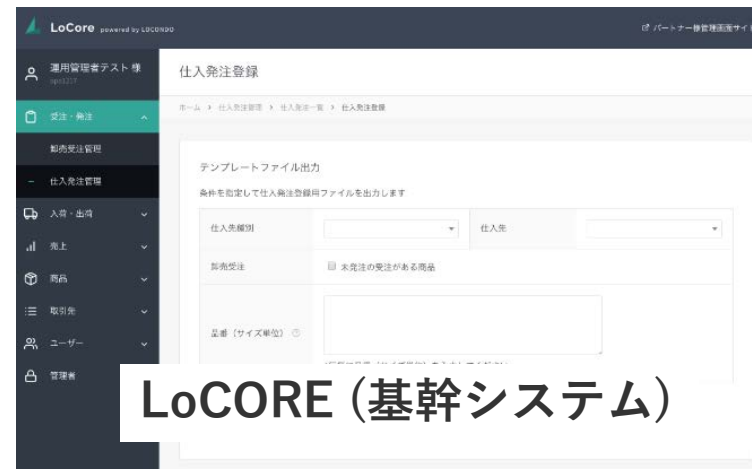 LoCore powered by LOCONDO
パートナー様管理画面サイト
運用管理者テスト 様
仕入発注登録
ホーム > 仕入発注管理 > 仕入発注一覧 > 仕入発注登録
受注・発注
卸売受注管理
仕入発注管理
入荷・出荷
売上
商品
取引先
ユーザー
管理者
テンプレートファイル出力
条件を指定して仕入発注登録用ファイルを出力します
仕入先種別
仕入先
卸売受注
未発注の受注がある商品
品番（サイズ単位）
LoCORE (基幹システム)